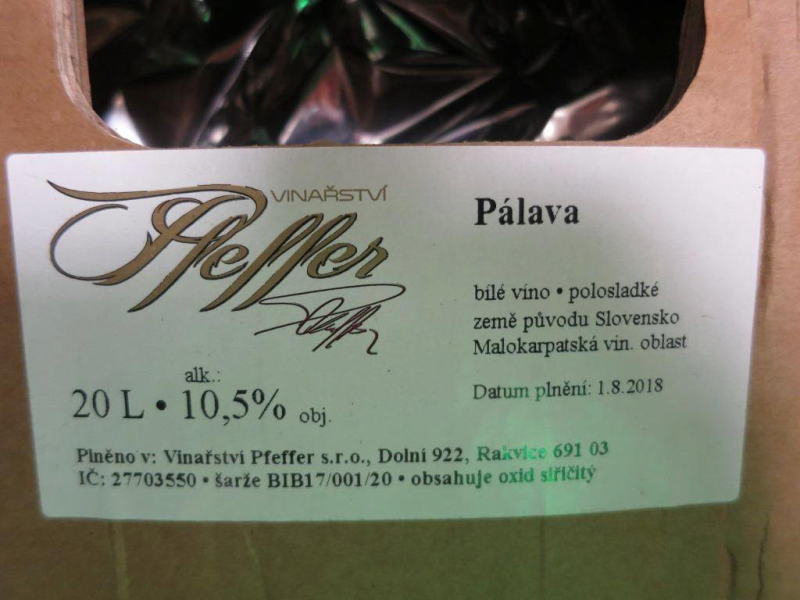 VINAŘSTVÍ
Pfeffer
Pálava
bílé víno • polosladké
země původu Slovensko
Malokarpatská vin. oblast
Datum plnění: 1.8.2018
alk.:
20 L • 10,5% obj.
Plněno v: Vinařství Pfeffer s.r.o., Dolní 922, Rakvice 691 03
IČ: 27703550 • šarže BIB17/001/20 • obsahuje oxid siřičitý